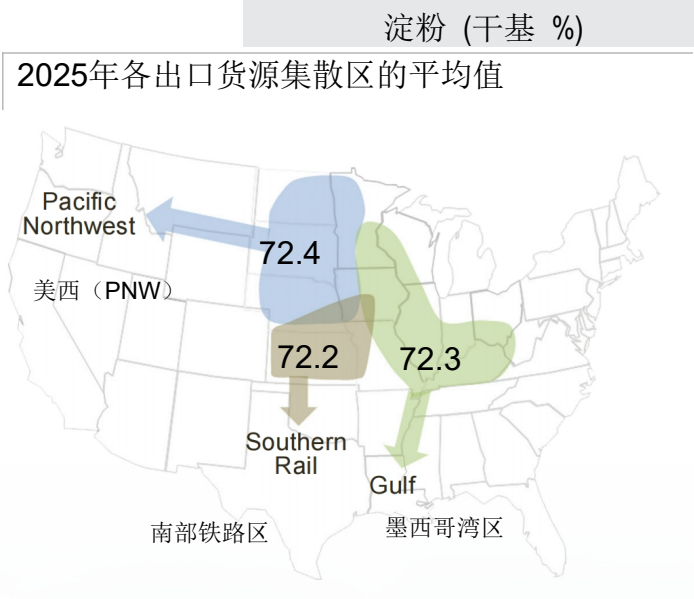 淀粉 (干基 %)
2025年各出口货源集散区的平均值
Pacific
Northwest
72.4
美西（PNW）
72.2
72.3
Southern
Rail
Gulf
南部铁路区
墨西哥湾区